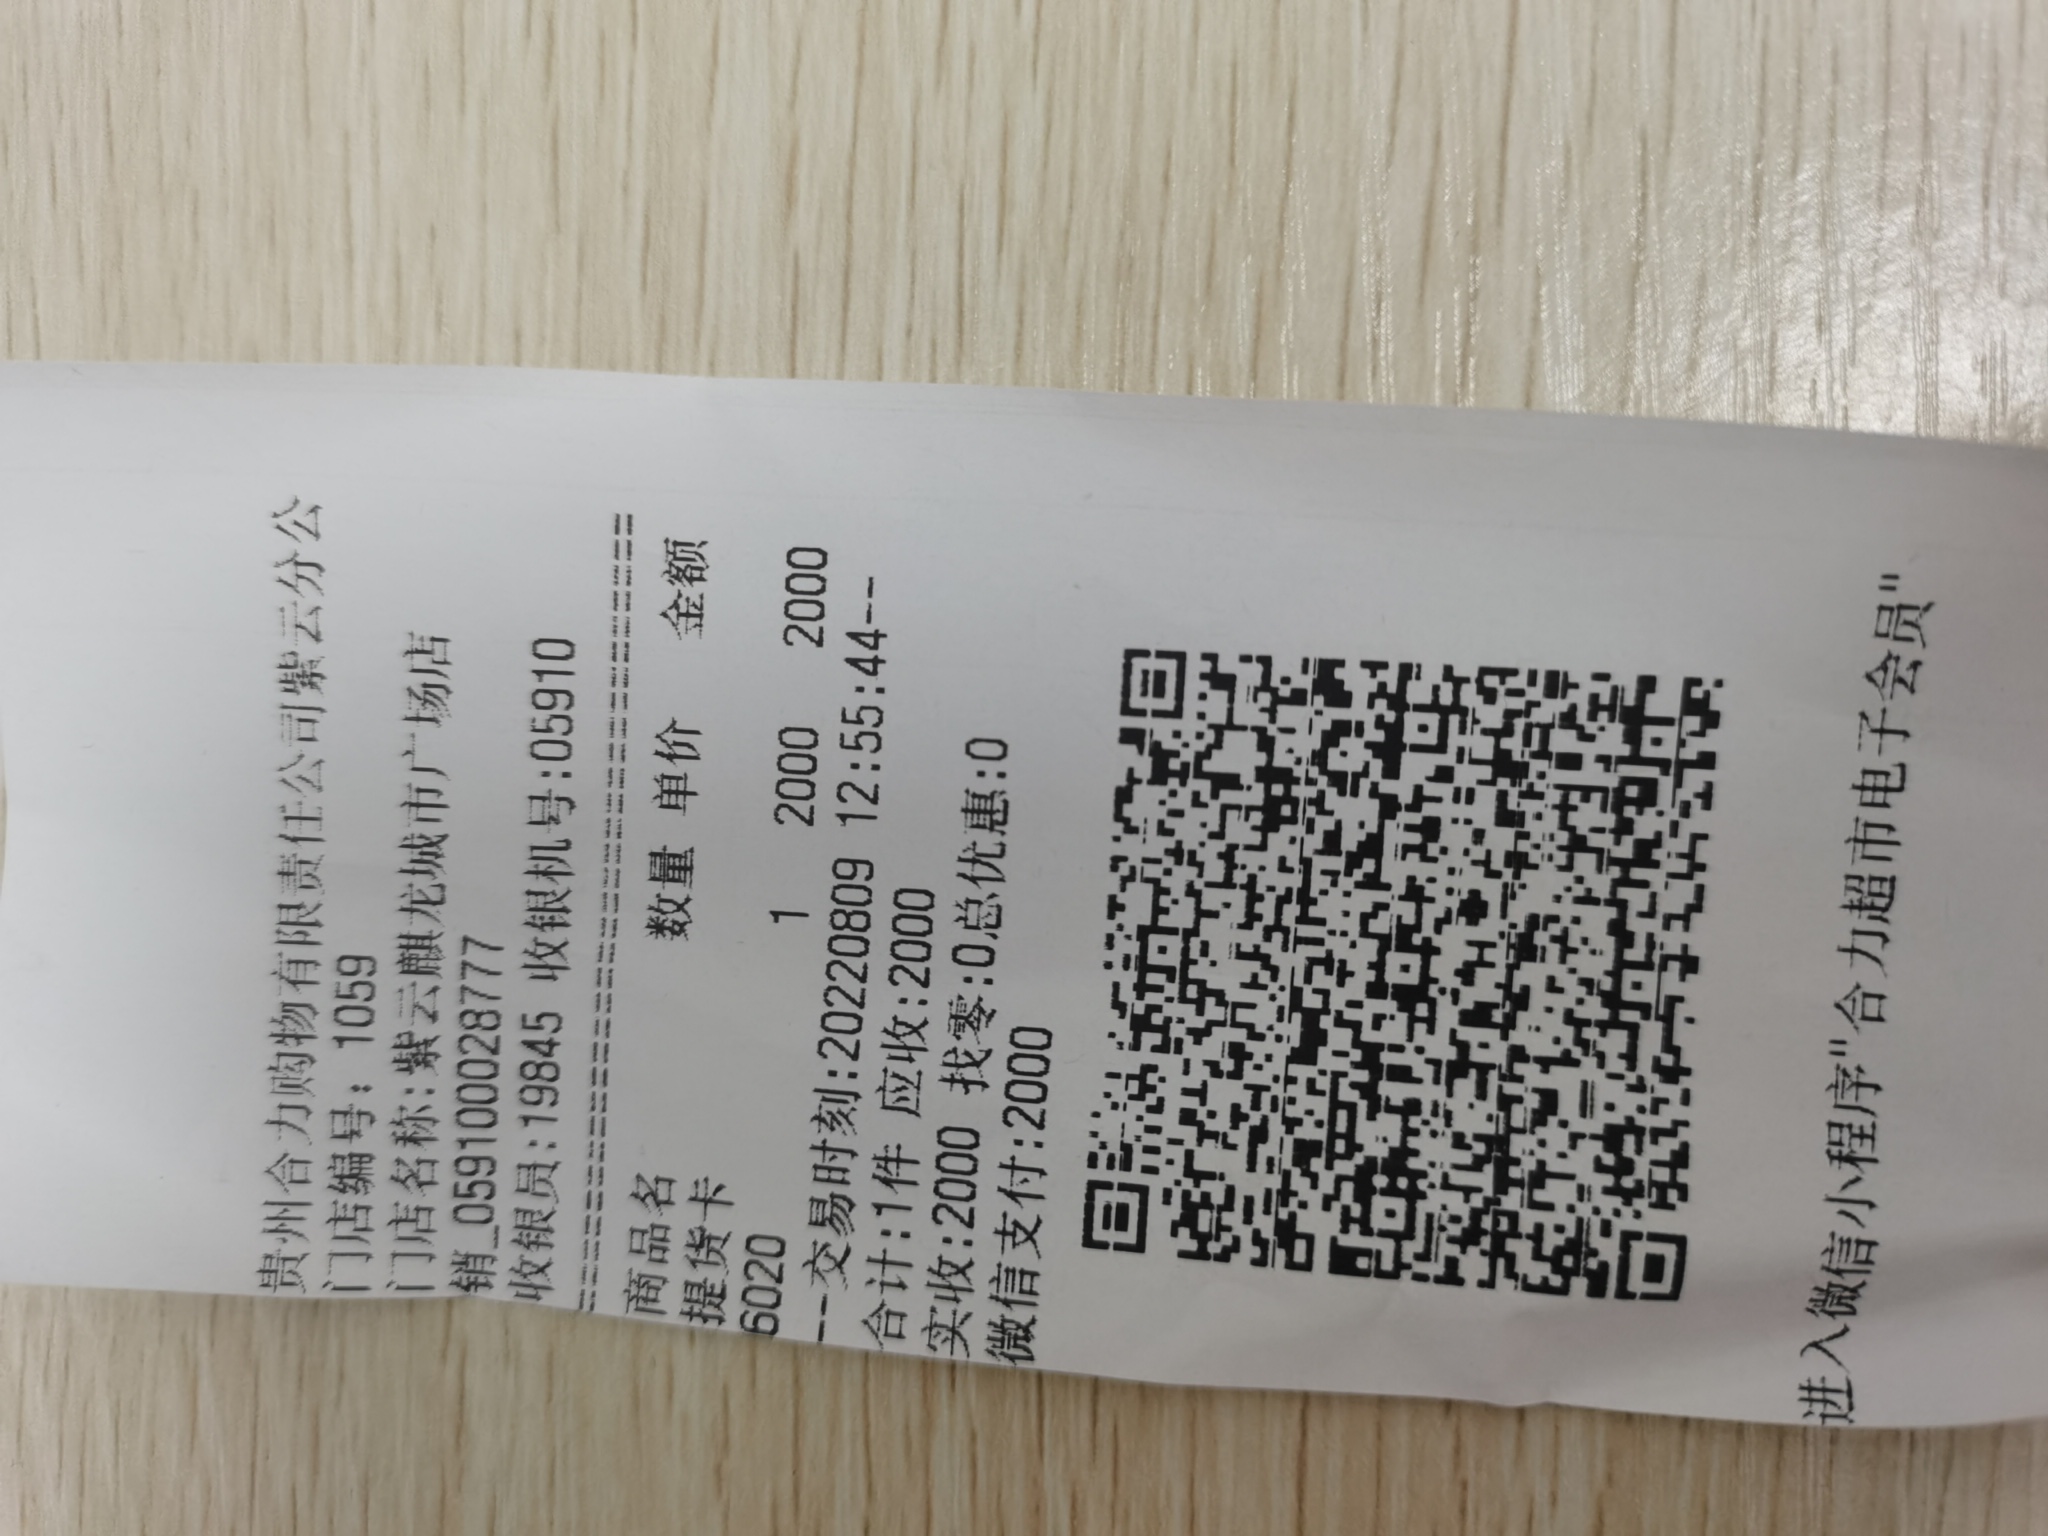 贵州合力购物有限责任公司紫云分公
门店编号: 1059
门店名称:紫云麒龙城市广场店
销_059100028777
收银员:19845 收银机号:05910
商品名 数量 单价 金额
提货卡
6020 1 2000 2000
--交易时刻:20220809 12:55:44--
合计:1件 应收:2000
实收:2000 找零:0总优惠:0
微信支付:2000
进入微信小程序"合力超市电子会员"